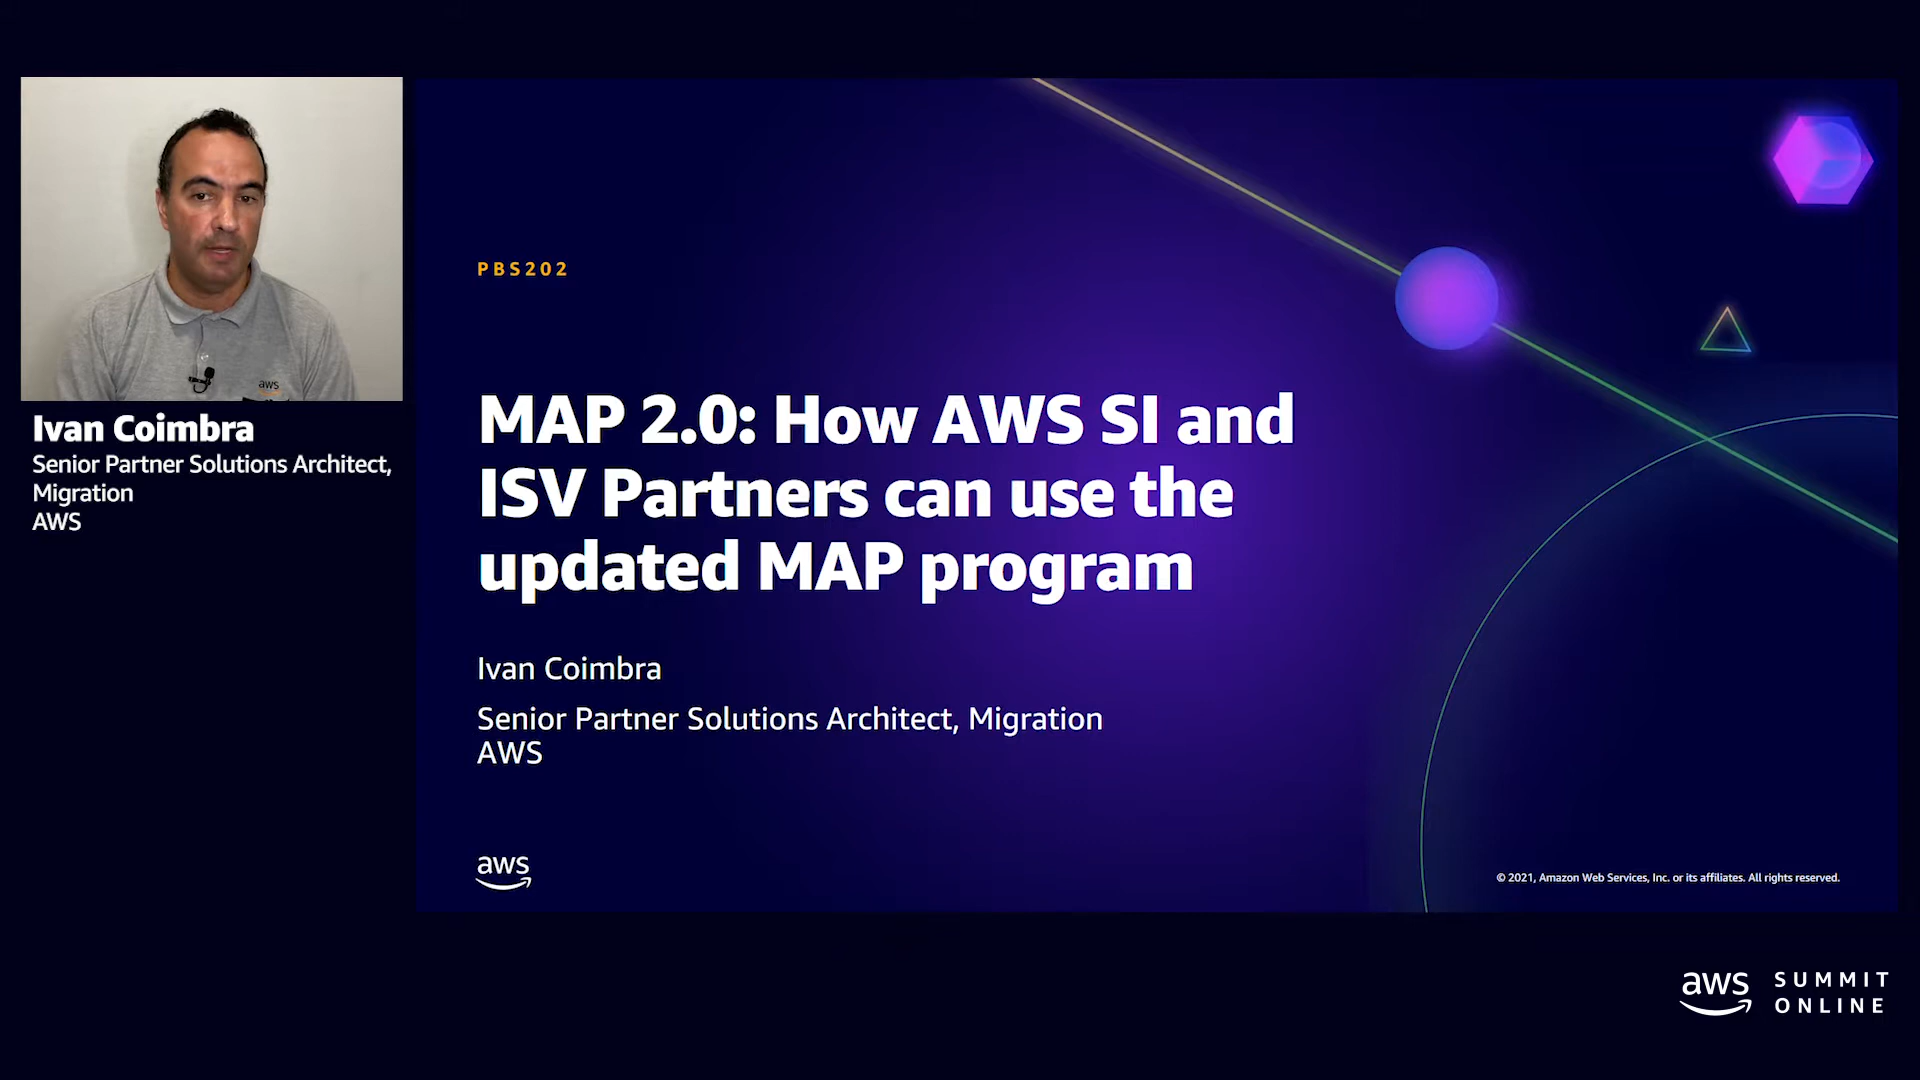 aws
Ivan Coimbra
Senior Partner Solutions Architect,
Migration
AWS
PBS202
MAP 2.0: How AWS SI and
ISV Partners can use the
updated MAP program
Ivan Coimbra
Senior Partner Solutions Architect, Migration
AWS
aws
© 2021, Amazon Web Services, Inc. or its affiliates. All rights reserved.
aws SUMMIT
ONLINE